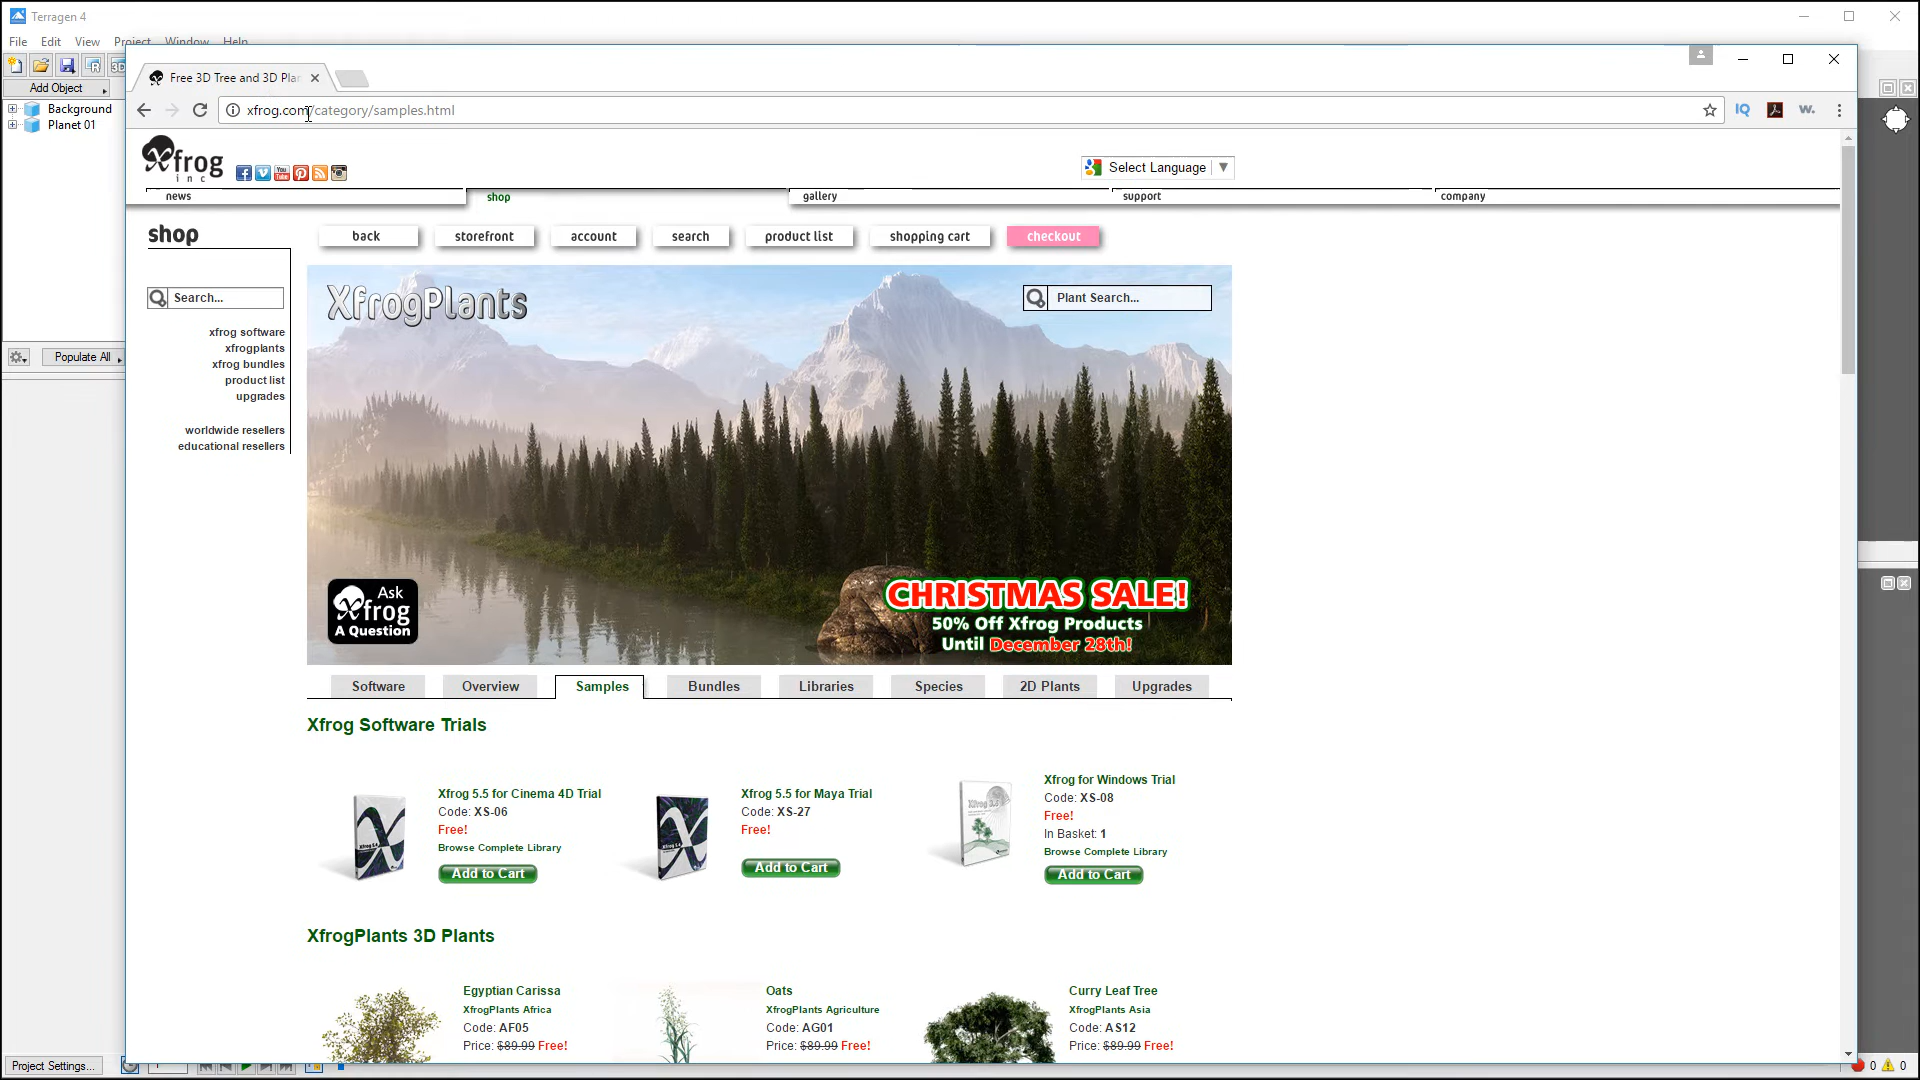 Terragen 4
File Edit View Project Window Help
Add Object
Background
Planet 01
Populate All
Project Settings...
Free 3D Tree and 3D Plan
xfrog.com/category/samples.html
IQ
w.
xfrog
inc
Select Language
news
shop
gallery
support
company
shop
back
storefront
account
search
product list
shopping cart
checkout
Search...
xfrog software
xfrogplants
xfrog bundles
product list
upgrades
worldwide resellers
educational resellers
XfrogPlants
Plant Search...
Ask
xfrog
A Question
CHRISTMAS SALE!
50% Off Xfrog Products
Until December 28th!
Software
Overview
Samples
Bundles
Libraries
Species
2D Plants
Upgrades
Xfrog Software Trials
Xfrog 5.5 for Cinema 4D Trial
Code: XS-06
Free!
Browse Complete Library
Add to Cart
Xfrog 5.5 for Maya Trial
Code: XS-27
Free!
Add to Cart
Xfrog for Windows Trial
Code: XS-08
Free!
In Basket: 1
Browse Complete Library
Add to Cart
XfrogPlants 3D Plants
Egyptian Carissa
XfrogPlants Africa
Code: AF05
Price: $89.99 Free!
Oats
XfrogPlants Agriculture
Code: AG01
Price: $89.99 Free!
Curry Leaf Tree
XfrogPlants Asia
Code: AS12
Price: $89.99 Free!
0 0